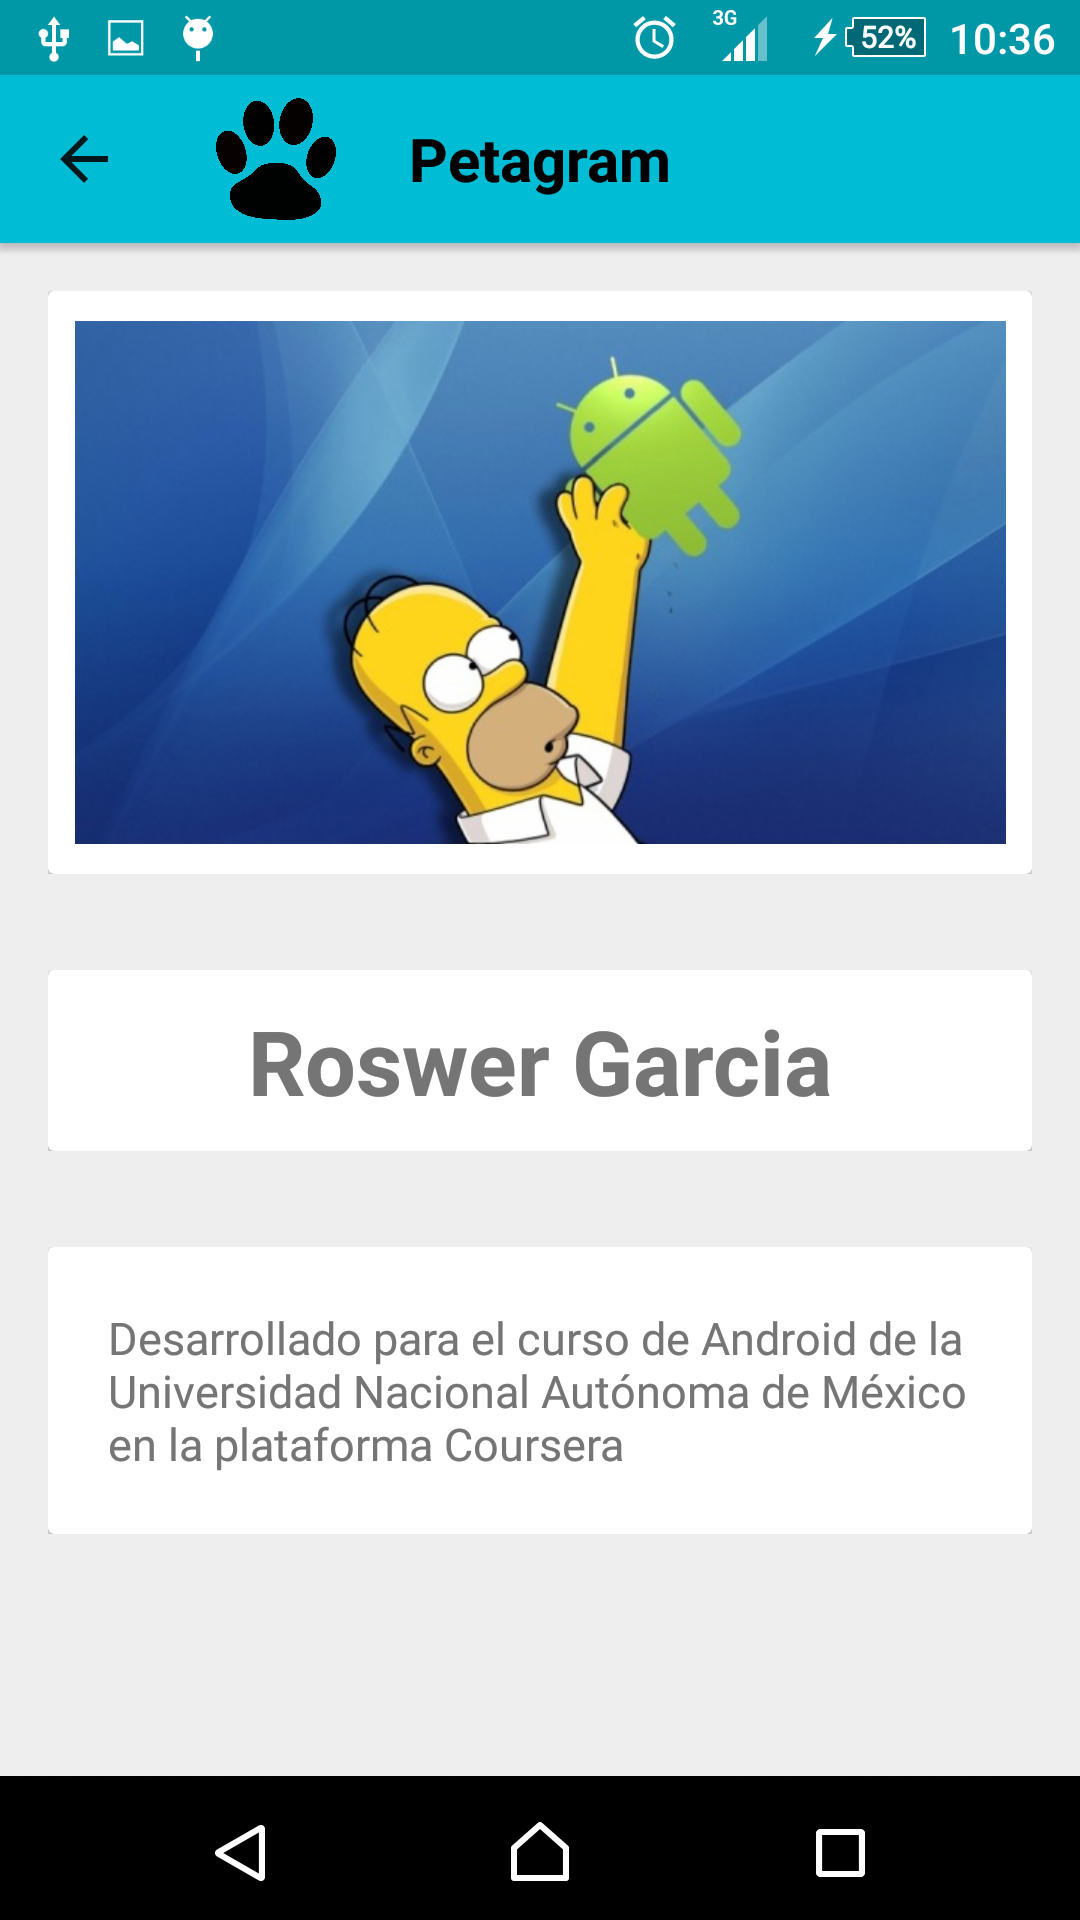 3G
52%
10:36
Petagram
Roswer Garcia
Desarrollado para el curso de Android de la
Universidad Nacional Autónoma de México
en la plataforma Coursera